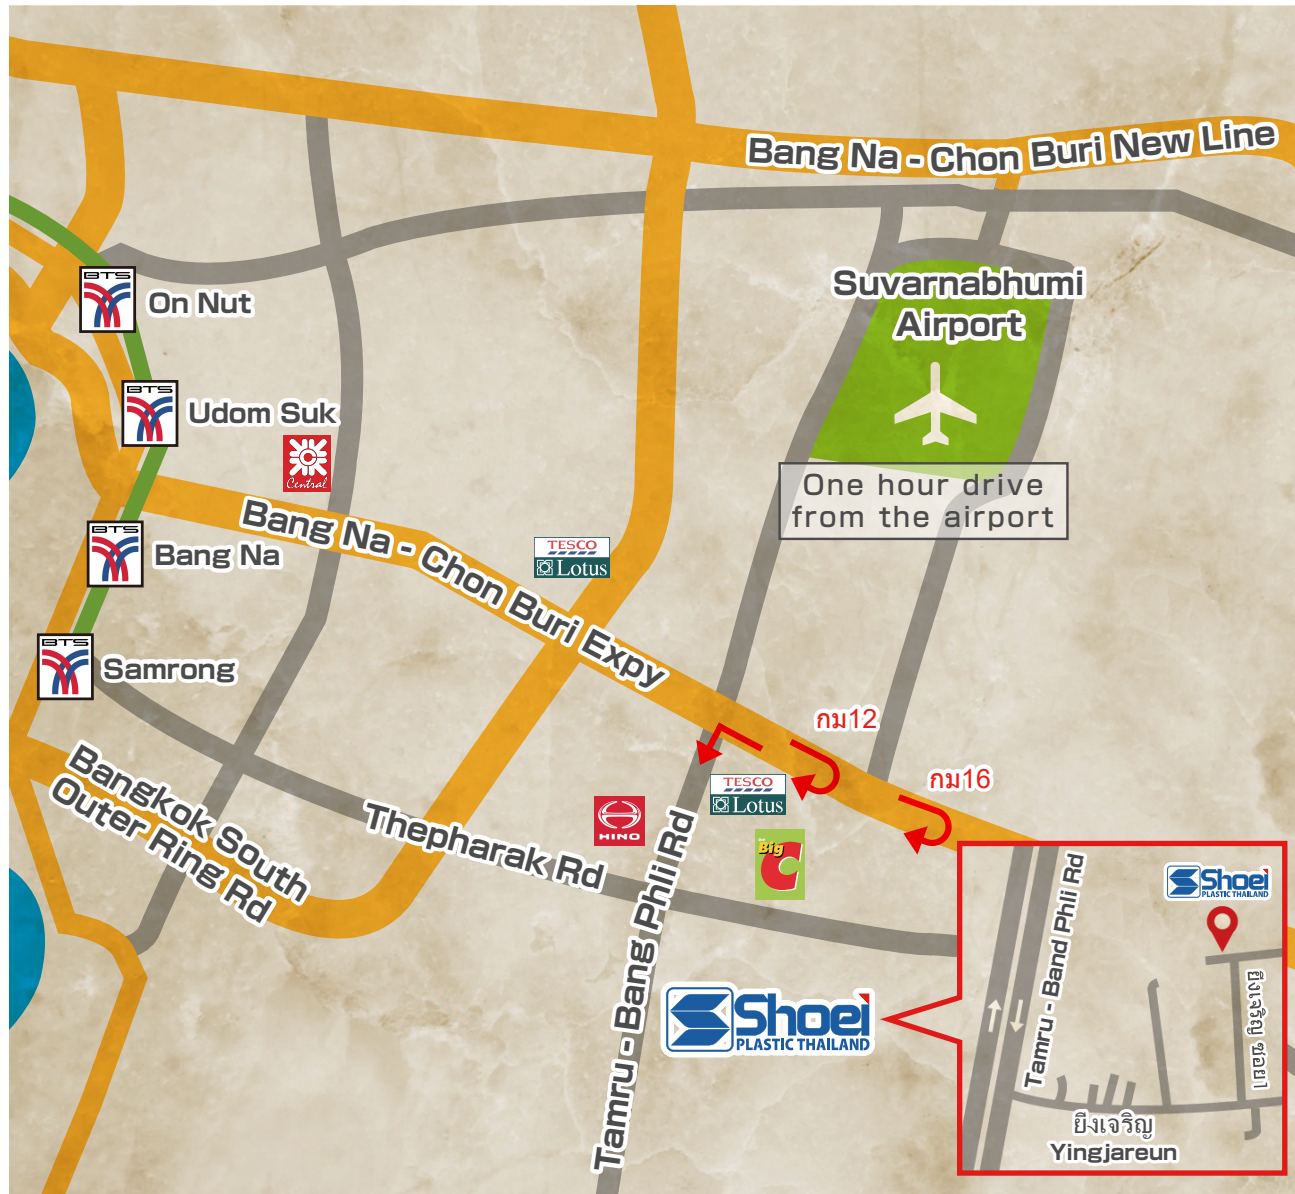 Bang Na - Chon Buri New Line
BTS
On Nut
Suvarnabhumi
Airport
BTS
Udom Suk
Central
One hour drive
from the airport
Bang Na - Chon Buri Expy
BTS
Bang Na
TESCO
Lotus
BTS
Samrong
กม12
กม16
TESCO
Lotus
HINO
Big
C
Bangkok South
Outer Ring Rd
Thepharak Rd
Tamru - Bang Phli Rd
Shoei
PLASTIC THAILAND
Tamru - Band Phli Rd
Shoei
PLASTIC THAILAND
ยิ่งเจริญ ซอย 1
ยิ่งเจริญ
Yingjareun